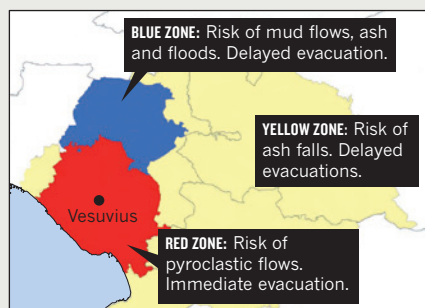 BLUE ZONE: Risk of mud flows, ash
and floods. Delayed evacuation.
YELLOW ZONE: Risk of
ash falls. Delayed
evacuations.
Vesuvius
RED ZONE: Risk of
pyroclastic flows.
Immediate evacuation.